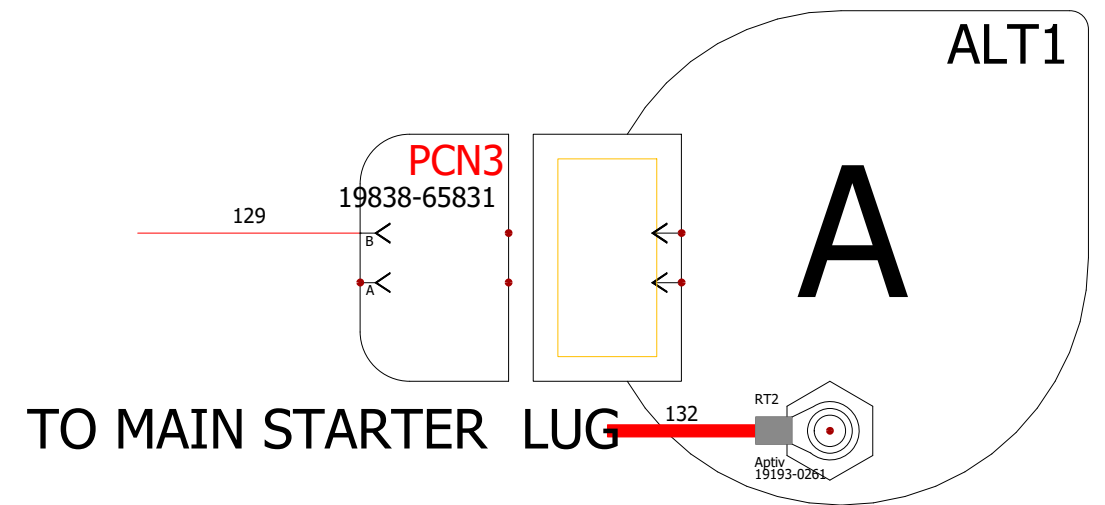 ALT1
PCN3
19838-65831
129
B
A
A
TO MAIN STARTER LUG
132
RT2
Aptiv
19193-0261